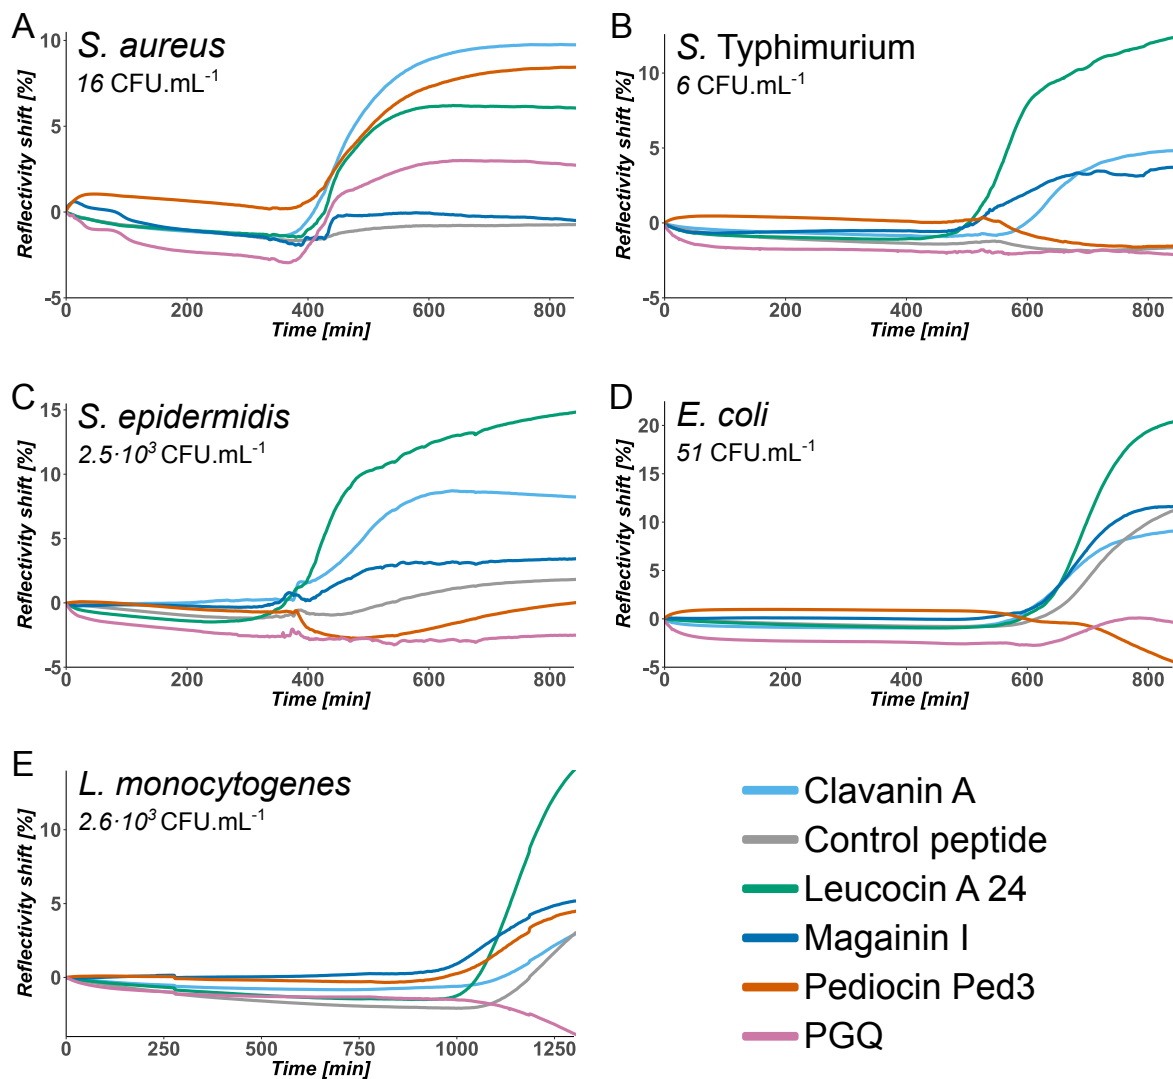 A
S. aureus
16 CFU.mL⁻¹
Reflectivity shift [%]
10
5
0
-5
0 200 400 600 800
Time [min]
B
S. Typhimurium
6 CFU.mL⁻¹
Reflectivity shift [%]
10
5
0
-5
0 200 400 600 800
Time [min]
C
S. epidermidis
2.5·10³ CFU.mL⁻¹
Reflectivity shift [%]
15
10
5
0
-5
0 200 400 600 800
Time [min]
D
E. coli
51 CFU.mL⁻¹
Reflectivity shift [%]
20
15
10
5
0
-5
0 200 400 600 800
Time [min]
E
L. monocytogenes
2.6·10³ CFU.mL⁻¹
Reflectivity shift [%]
10
5
0
0 250 500 750 1000 1250
Time [min]
Clavanin A
Control peptide
Leucocin A 24
Magainin I
Pediocin Ped3
PGQ